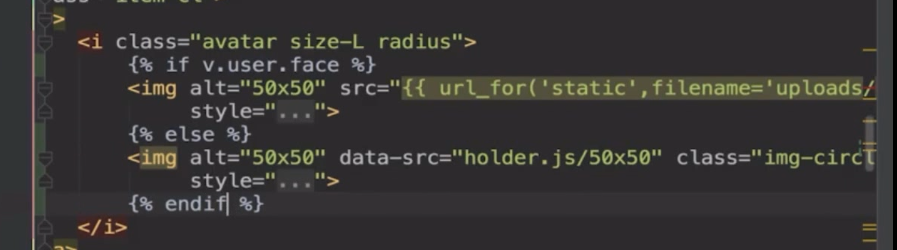 >
<i class="avatar size-L radius">
{% if v.user.face %}
<img alt="50x50" src="{{ url_for('static',filename='uploads/
style="...">
{% else %}
<img alt="50x50" data-src="holder.js/50x50" class="img-circl
style="...">
{% endif %}
</i>